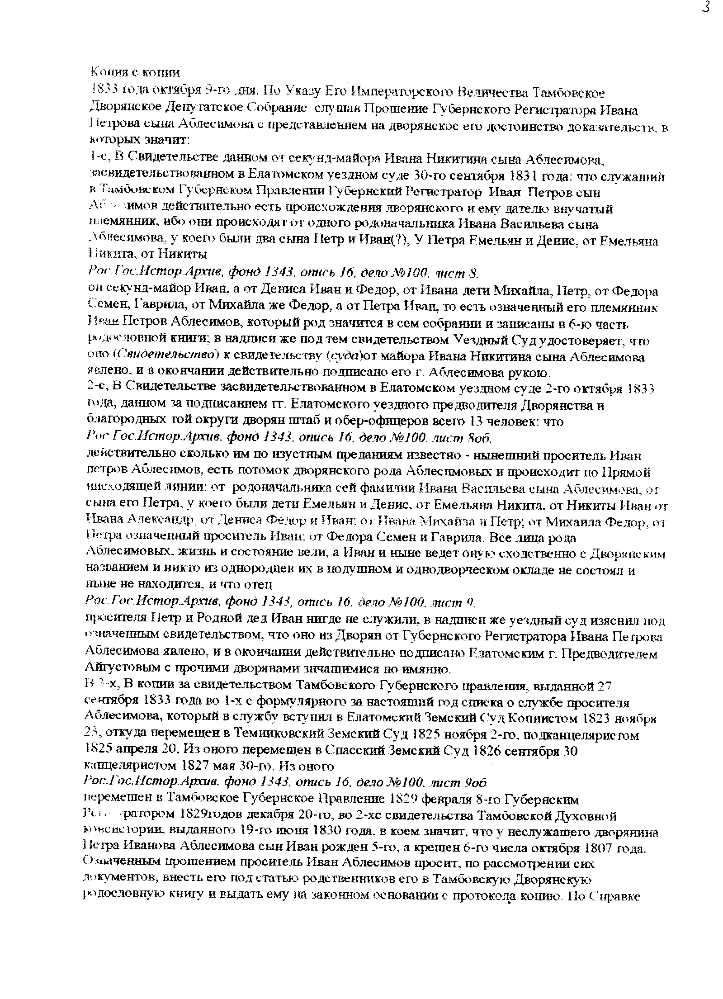 3
Копия с копии
1833 года октября 9-го дня. По Указу Его Императорского Величества Тамбовское
Дворянское Депутатское Собрание слушав Прошение Губернского Регистратора Ивана
Петрова сына Аблесимова с представлением на дворянское его достоинство доказательств, в
которых значит:
1-е, В Свидетельстве данном от секунд-майора Ивана Никитина сына Аблесимова,
засвидетельствованном в Елатомском уездном суде 30-го сентября 1831 года: что служащий
в Тамбовском Губернском Правлении Губернский Регистратор Иван Петров сын
Аблесимов действительно есть происхождения дворянского и ему дателю внучатый
племянник, ибо они происходят от одного родоначальника Ивана Васильева сына
Аблесимова, у коего были два сына Петр и Иван(?), У Петра Емельян и Денис, от Емельяна
Никита, от Никиты
Рос.Гос.Истор.Архив, фонд 1343, опись 16, дело №100, лист 8.
он секунд-майор Иван, а от Дениса Иван и Федор, от Ивана дети Михайла, Петр, от Федора
Семен, Гаврила, от Михайла же Федор, а от Петра Иван, то есть означенный его племянник
Иван Петров Аблесимов, который род значится в сем собрании и записаны в 6-ю часть
родословной книги; в надписи же под тем свидетельством Уездный Суд удостоверяет, что
оно (Свидетельство) к свидетельству (суда)от майора Ивана Никитина сына Аблесимова
явлено, и в окончании действительно подписано его г. Аблесимова рукою.
2-е, В Свидетельстве засвидетельствованном в Елатомском уездном суде 2-го октября 1833
года, данном за подписанием гг. Елатомского уездного предводителя Дворянства и
благородных той округи дворян штаб и обер-офицеров всего 13 человек: что
Рос.Гос.Истор.Архив, фонд 1343, опись 16, дело №100, лист 8об.
действительно сколько им по изустным преданиям известно - нынешний проситель Иван
петров Аблесимов, есть потомок дворянского рода Аблесимовых и происходит по Прямой
нисходящей линии: от родоначальника сей фамилии Ивана Васильева сына Аблесимова, от
сына его Петра, у коего были дети Емельян и Денис, от Емельяна Никита, от Никиты Иван от
Ивана Александр, от Дениса Федор и Иван; от Ивана Михайла и Петр; от Михаила Федор, от
Петра означенный проситель Иван; от Федора Семен и Гаврила. Все лица рода
Аблесимовых, жизнь и состояние вели, а Иван и ныне ведет оную сходственно с Дворянским
названием и никто из однородцев их в подушном и однодворческом окладе не состоял и
ныне не находится, и что отец
Рос.Гос.Истор.Архив, фонд 1343, опись 16, дело №100, лист 9.
просителя Петр и Родной дед Иван нигде не служили, в надписи же уездный суд изяснил под
означенным свидетельством, что оно из Дворян от Губернского Регистратора Ивана Петрова
Аблесимова явлено, и в окончании действительно подписано Елатомским г. Предводителем
Айгустовым с прочими дворянами знчащимися по имянно.
В 3-х, В копии за свидетельством Тамбовского Губернского правления, выданной 27
сентября 1833 года во 1-х с формулярного за настоящий год списка о службе просителя
Аблесимова, который в службу вступил в Елатомский Земский Суд Копиистом 1823 ноября
23, откуда перемещен в Темниковский Земский Суд 1825 ноября 2-го, подканцеляристом
1825 апреля 20, Из оного перемещен в Спасский Земский Суд 1826 сентября 30
канцеляристом 1827 мая 30-го, Из оного
Рос.Гос.Истор.Архив, фонд 1343, опись 16, дело №100, лист 9об
перемещен в Тамбовское Губернское Правление 1829 февраля 8-го Губернским
Регистратором 1829годов декабря 20-го, во 2-хс свидетельства Тамбовской Духовной
консистории, выданного 19-го июня 1830 года, в коем значит, что у неслужащего дворянина
Петра Иванова Аблесимова сын Иван рожден 5-го, а крещен 6-го числа октября 1807 года.
Означенным прошением проситель Иван Аблесимов просит, по рассмотрении сих
документов, внесть его под статью родственников его в Тамбовскую Дворянскую
родословную книгу и выдать ему на законном основании с протокола копию. По Справке